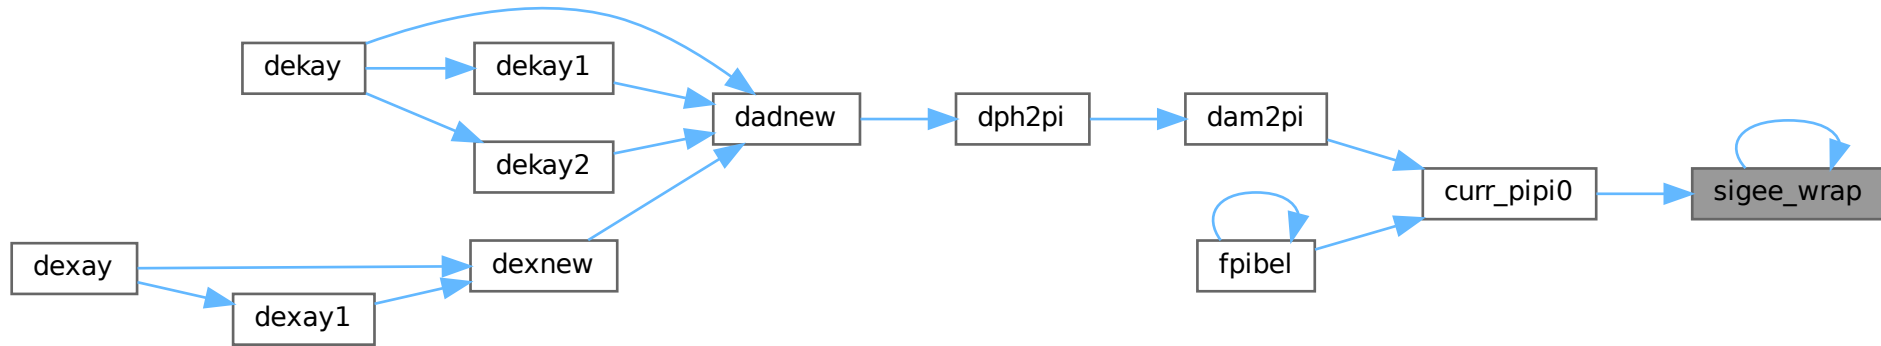 dekay
dekay1
dadnew
dph2pi
dam2pi
dekay2
curr_pipi0
sigee_wrap
dexay
dexnew
fpibel
dexay1